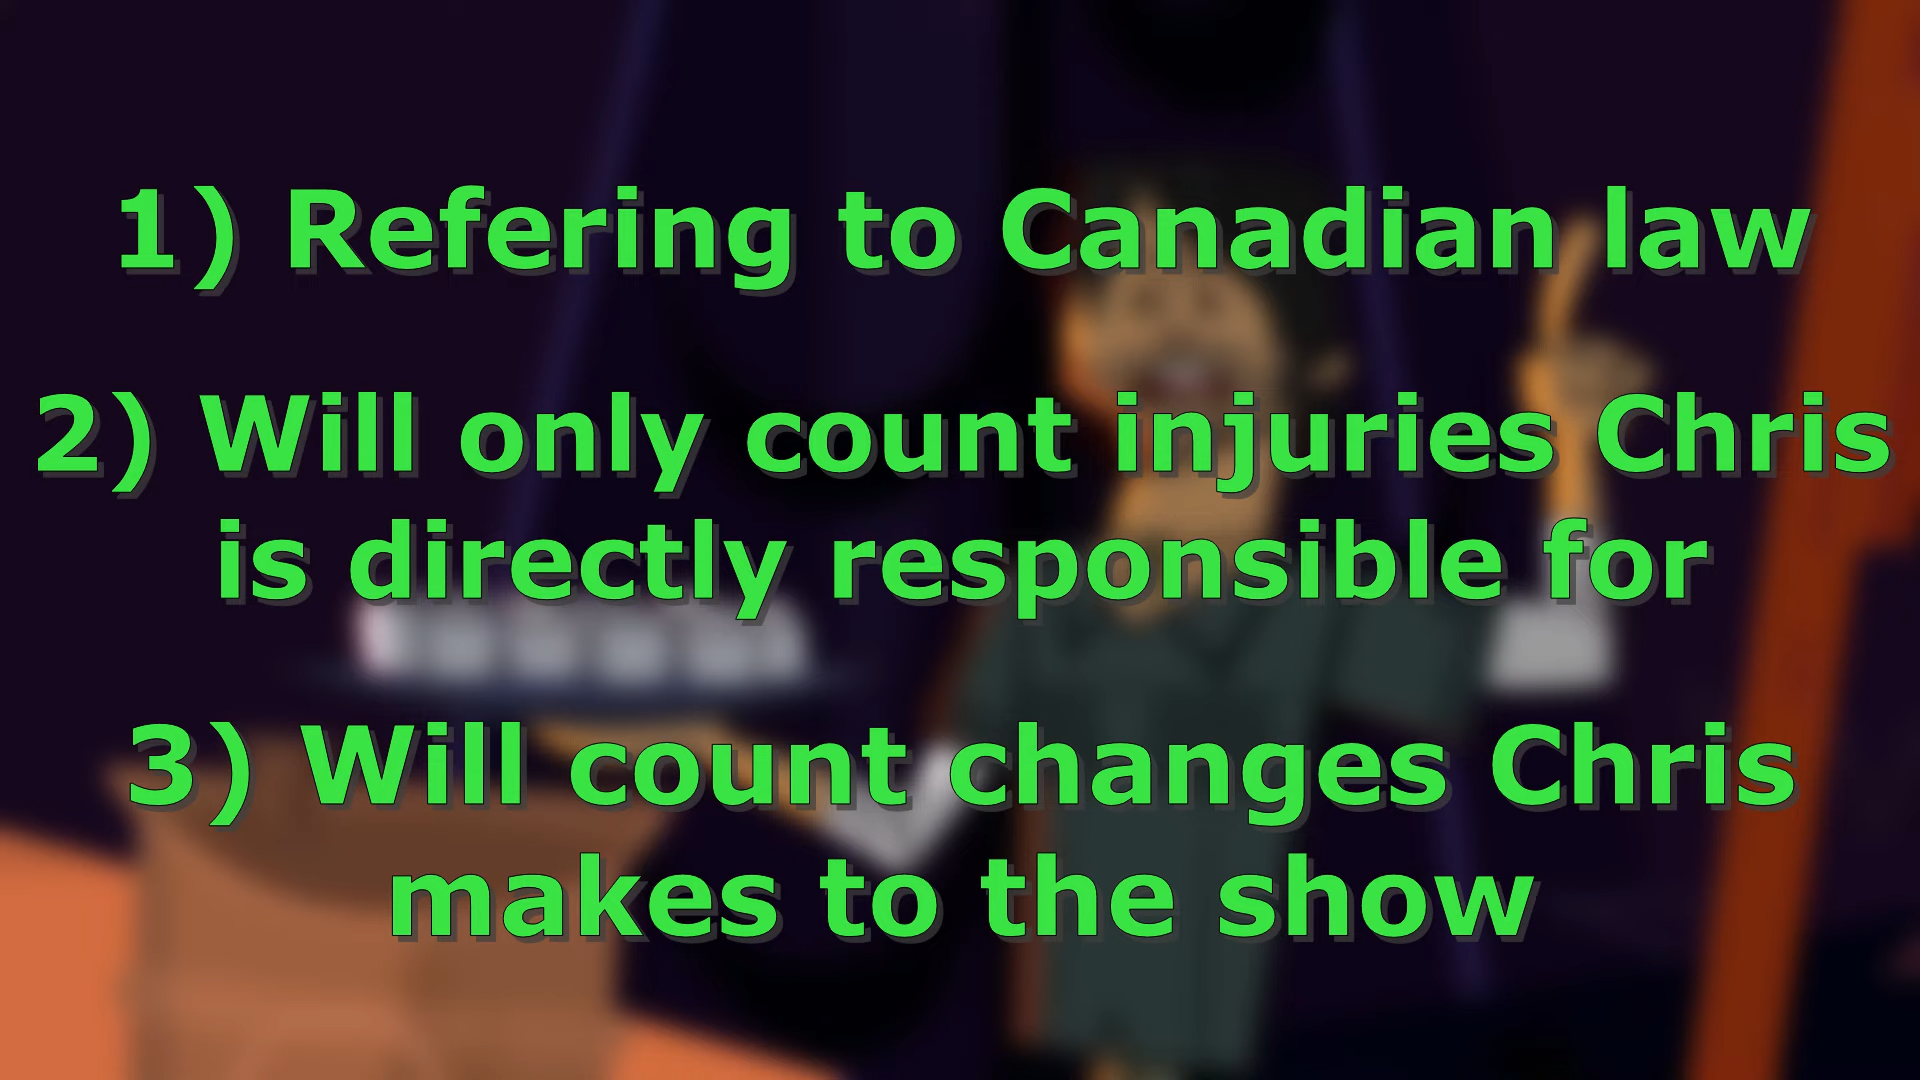 1) Refering to Canadian law
2) Will only count injuries Chris
is directly responsible for
3) Will count changes Chris
makes to the show